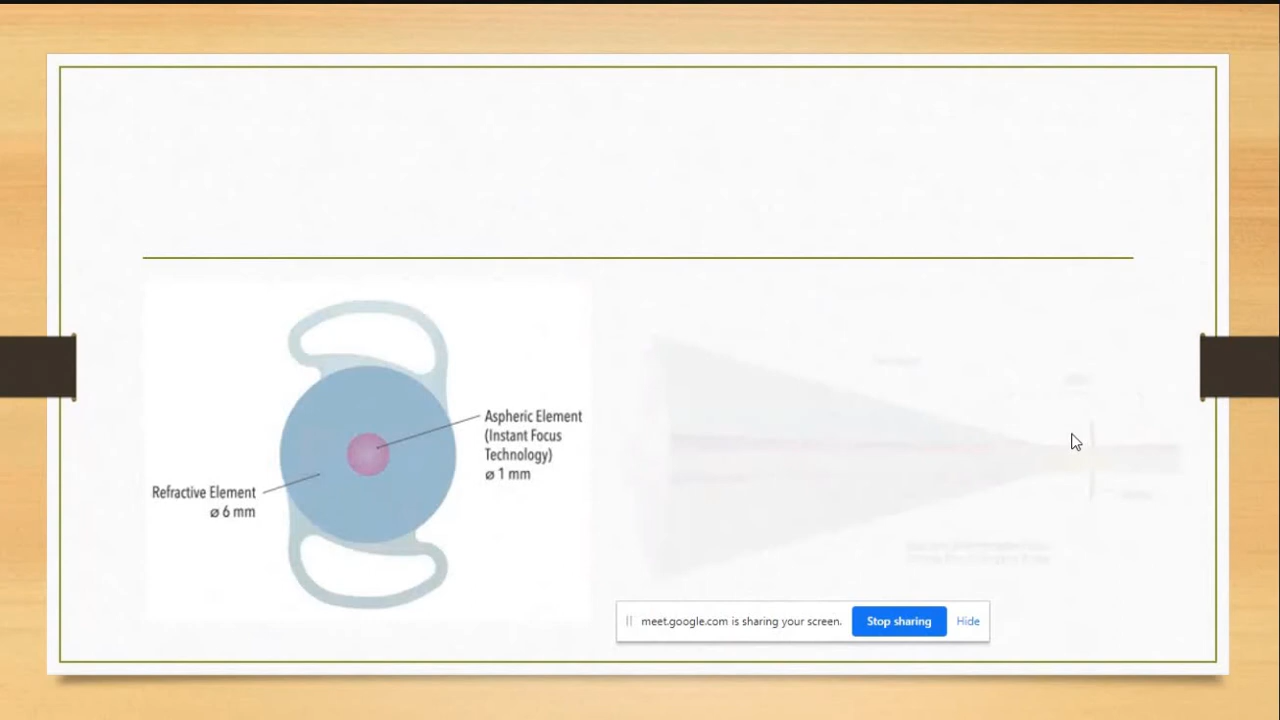 Aspheric Element
(Instant Focus
Technology)
⌀ 1 mm
Refractive Element
⌀ 6 mm
meet.google.com is sharing your screen.
Stop sharing
Hide